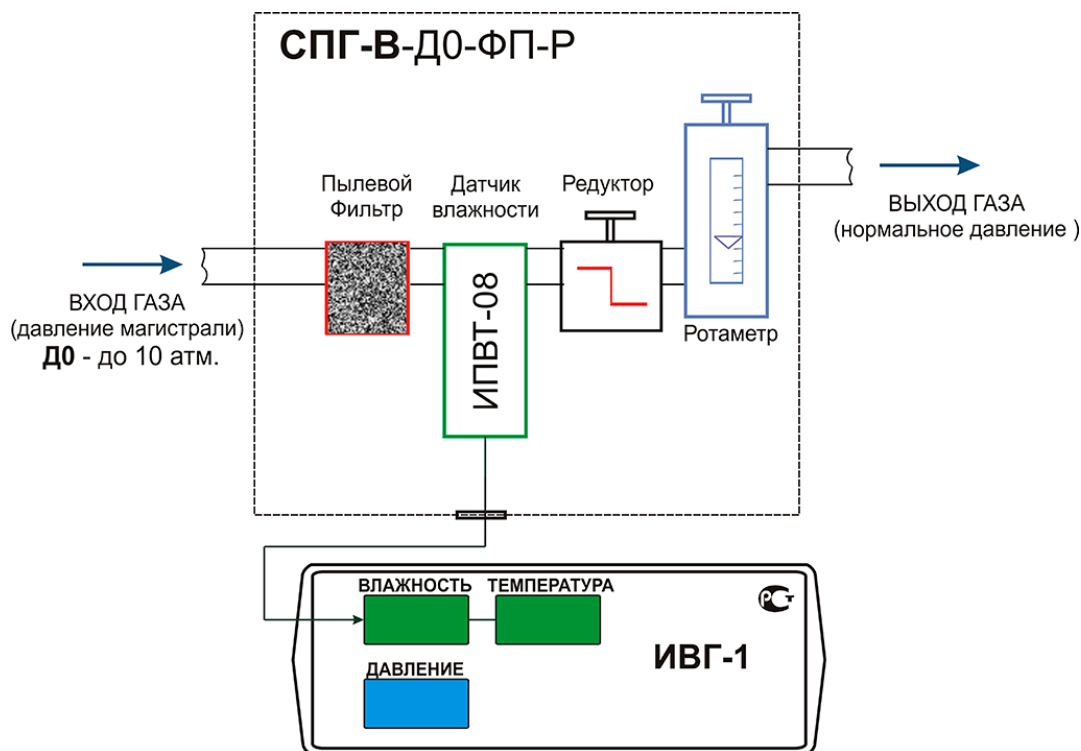 СПГ-В-Д0-ФП-Р
Пылевой
Фильтр
Датчик
влажности
Редуктор
ВХОД ГАЗА
(давление магистрали)
Д0 - до 10 атм.
ИПВТ-08
Ротаметр
ВЫХОД ГАЗА
(нормальное давление )
ВЛАЖНОСТЬ
ТЕМПЕРАТУРА
РСТ
ДАВЛЕНИЕ
ИВГ-1